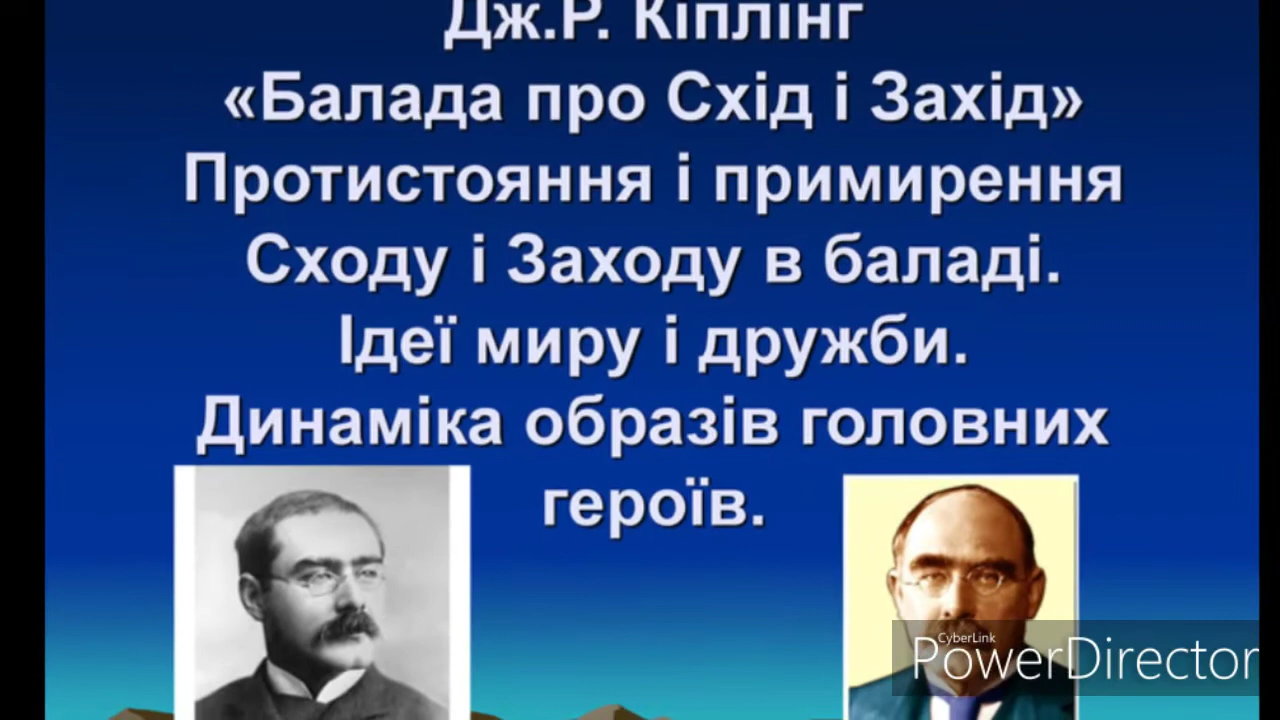 Дж.Р. Кіплінг
«Балада про Схід і Захід»
Протистояння і примирення
Сходу і Заходу в баладі.
Ідеї миру і дружби.
Динаміка образів головних
героїв.
CyberLink
PowerDirector